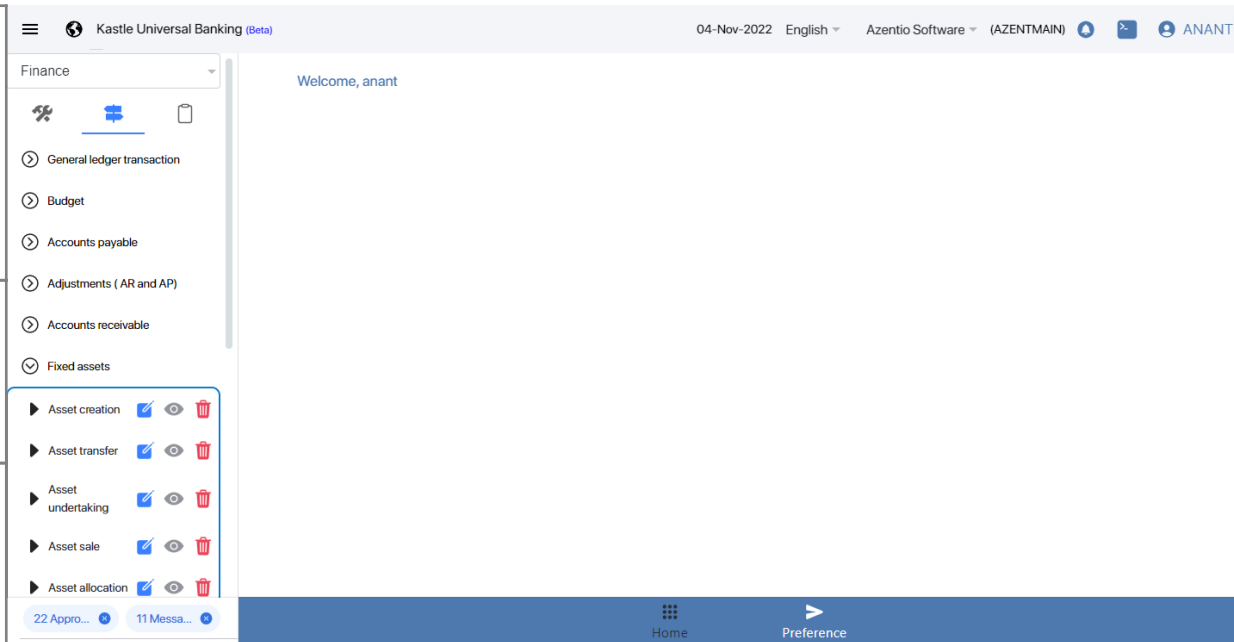 Kastle Universal Banking (Beta)
04-Nov-2022 English Azentio Software (AZENTMAIN) ANANT
Finance
Welcome, anant
General ledger transaction
Budget
Accounts payable
Adjustments ( AR and AP)
Accounts receivable
Fixed assets
Asset creation
Asset transfer
Asset
undertaking
Asset sale
Asset allocation
22 Appro... 11 Messa...
Home Preference